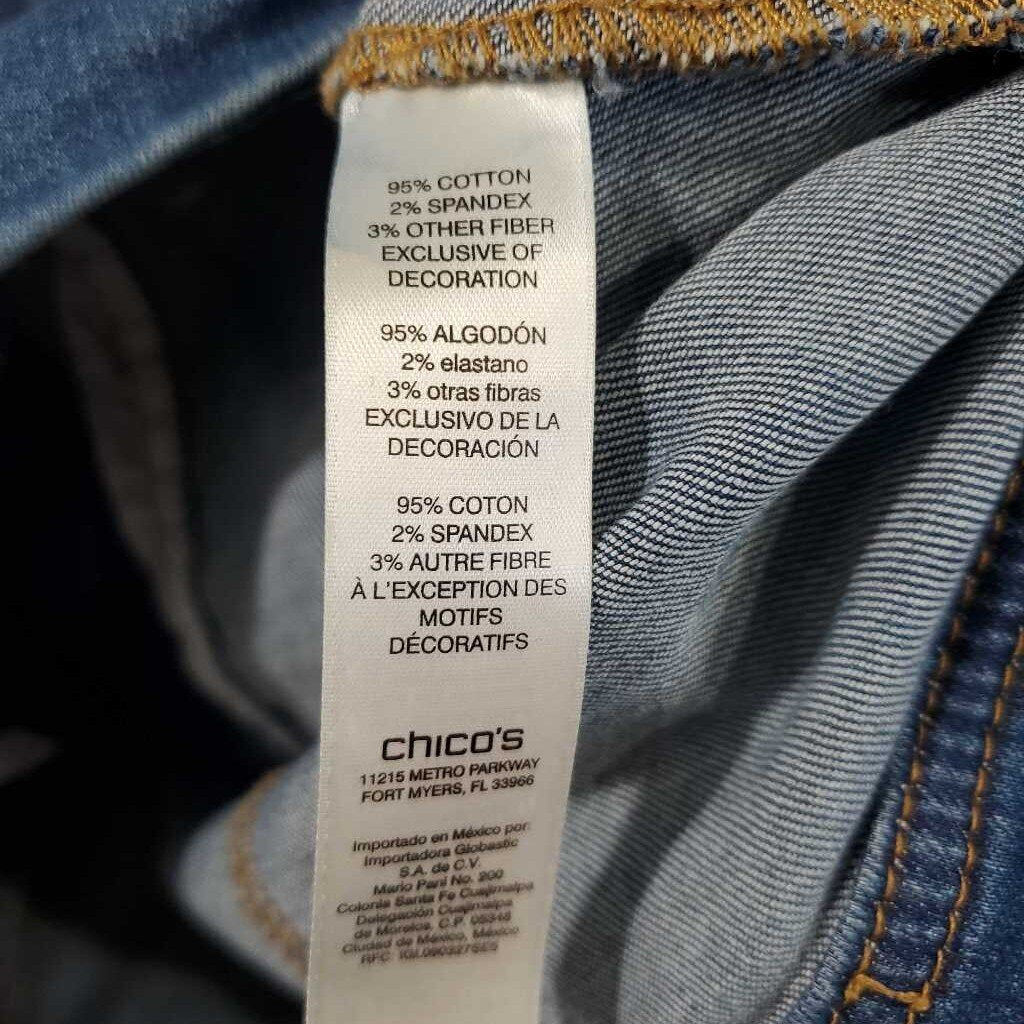 95% COTTON
2% SPANDEX
3% OTHER FIBER
EXCLUSIVE OF
DECORATION
95% ALGODÓN
2% elastano
3% otras fibras
EXCLUSIVO DE LA
DECORACIÓN
95% COTON
2% SPANDEX
3% AUTRE FIBRE
À L'EXCEPTION DES
MOTIFS
DÉCORATIFS
chico's
11215 METRO PARKWAY
FORT MYERS, FL 33966
Importado en México por:
Importadora Globastic
S.A. de C.V.
Mario Pani No. 200
Colonia Santa Fe Cuajimalpa
Delegación Cuajimalpa
de Morelos. C.P. 05348
Ciudad de México, México
RFC: